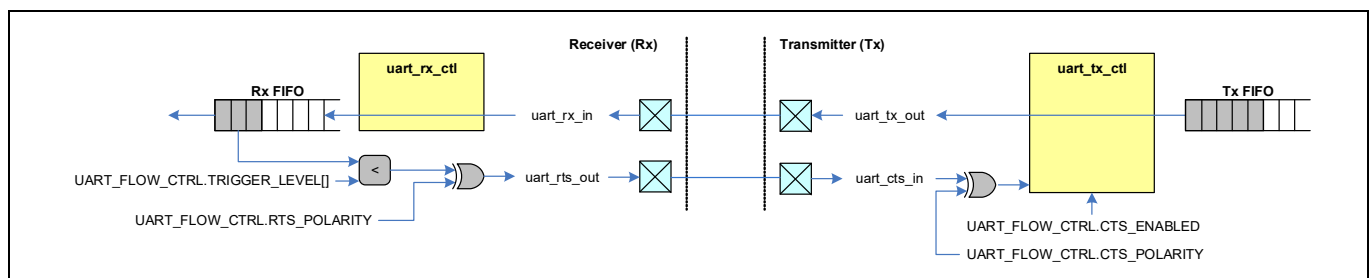 Receiver (Rx)
Transmitter (Tx)
uart_rx_ctl
uart_tx_ctl
Rx FIFO
Tx FIFO
uart_rx_in
uart_tx_out
<
UART_FLOW_CTRL.TRIGGER_LEVEL[]
uart_rts_out
uart_cts_in
UART_FLOW_CTRL.RTS_POLARITY
UART_FLOW_CTRL.CTS_ENABLED
UART_FLOW_CTRL.CTS_POLARITY